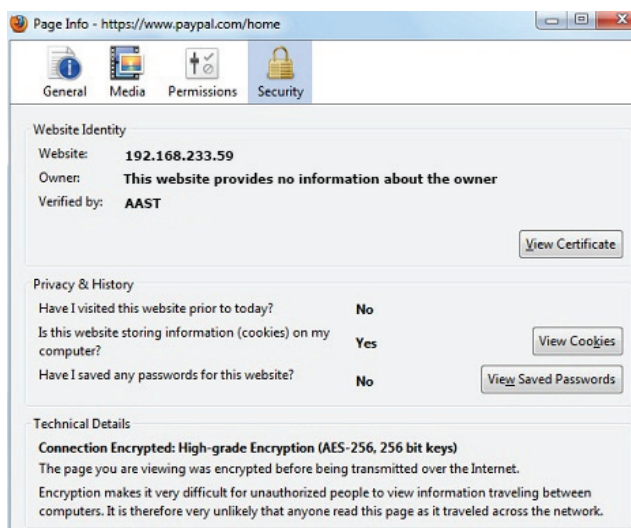 Page Info - https://www.paypal.com/home
General Media Permissions Security
Website Identity
Website: 192.168.233.59
Owner: This website provides no information about the owner
Verified by: AAST
View Certificate
Privacy & History
Have I visited this website prior to today? No
Is this website storing information (cookies) on my
computer? Yes View Cookies
Have I saved any passwords for this website? No View Saved Passwords
Technical Details
Connection Encrypted: High-grade Encryption (AES-256, 256 bit keys)
The page you are viewing was encrypted before being transmitted over the Internet.
Encryption makes it very difficult for unauthorized people to view information traveling between
computers. It is therefore very unlikely that anyone read this page as it traveled across the network.